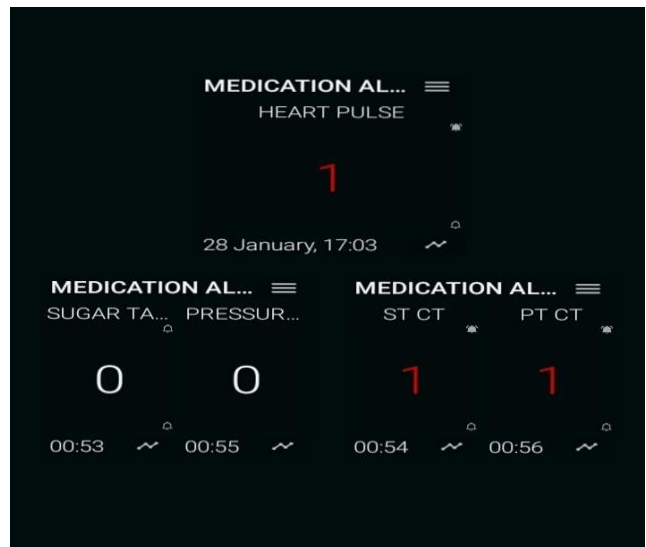 MEDICATION AL...
HEART PULSE
1
28 January, 17:03
MEDICATION AL...
SUGAR TA... PRESSUR...
0 0
00:53 00:55
MEDICATION AL...
ST CT PT CT
1 1
00:54 00:56